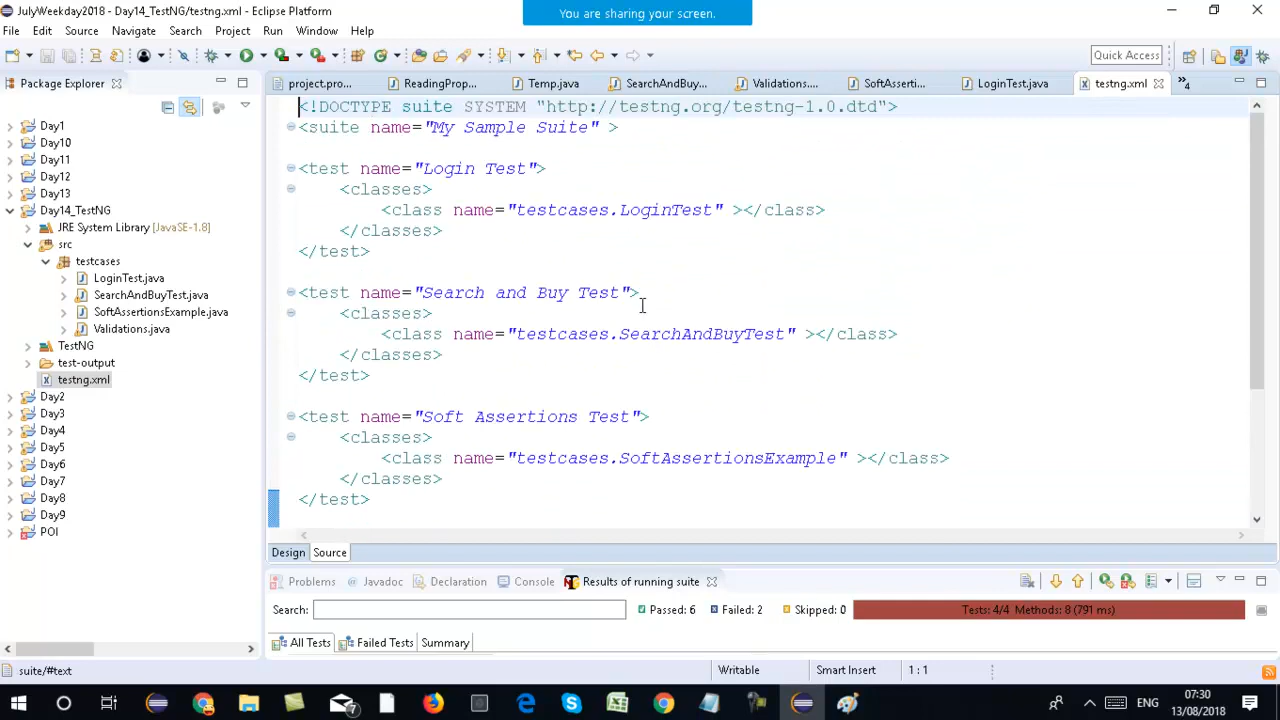 JulyWeekday2018 - Day14_TestNG/testng.xml - Eclipse Platform
You are sharing your screen.
File Edit Source Navigate Search Project Run Window Help
Quick Access
Package Explorer
project.pro... ReadingProp... Temp.java SearchAndBuy... Validations.... SoftAsserti... LoginTest.java testng.xml »4
Day1
Day10
Day11
Day12
Day13
Day14_TestNG
JRE System Library [JavaSE-1.8]
src
testcases
LoginTest.java
SearchAndBuyTest.java
SoftAssertionsExample.java
Validations.java
TestNG
test-output
testng.xml
Day2
Day3
Day4
Day5
Day6
Day7
Day8
Day9
POI
<!DOCTYPE suite SYSTEM "http://testng.org/testng-1.0.dtd">
<suite name="My Sample Suite" >
<test name="Login Test">
<classes>
<class name="testcases.LoginTest" ></class>
</classes>
</test>
<test name="Search and Buy Test">
<classes>
<class name="testcases.SearchAndBuyTest" ></class>
</classes>
</test>
<test name="Soft Assertions Test">
<classes>
<class name="testcases.SoftAssertionsExample" ></class>
</classes>
</test>
Design Source
Problems Javadoc Declaration Console Results of running suite
Search: Passed: 6 Failed: 2 Skipped: 0 Tests: 4/4 Methods: 8 (791 ms)
All Tests Failed Tests Summary
suite/#text Writable Smart Insert 1 : 1
7 ENG 07:30
13/08/2018